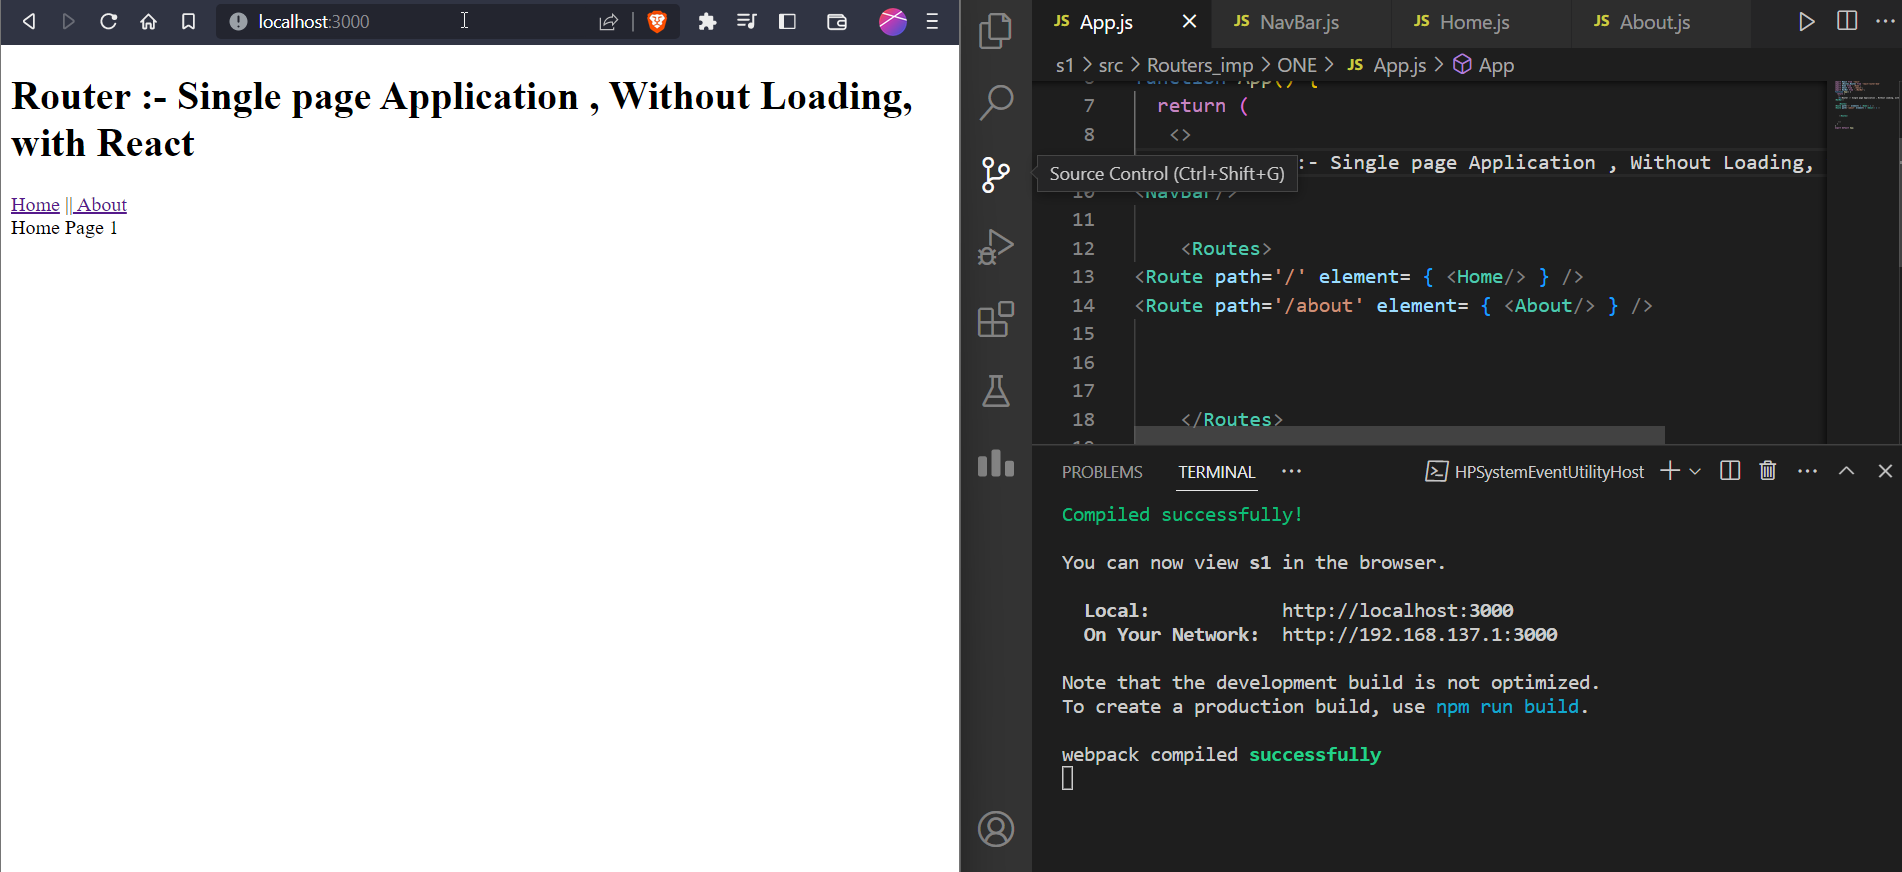 localhost:3000
Router :- Single page Application , Without Loading,
with React
Home || About
Home Page 1
JS App.js
JS NavBar.js
JS Home.js
JS About.js
s1 > src > Routers_imp > ONE > JS App.js > App
function App() {
7 return (
8 <>
:- Single page Application , Without Loading,
Source Control (Ctrl+Shift+G)
10 <NavBar/>
11
12 <Routes>
13 <Route path='/' element= { <Home/> } />
14 <Route path='/about' element= { <About/> } />
15
16
17
18 </Routes>
PROBLEMS TERMINAL ··· HPSystemEventUtilityHost
Compiled successfully!
You can now view s1 in the browser.
Local: http://localhost:3000
On Your Network: http://192.168.137.1:3000
Note that the development build is not optimized.
To create a production build, use npm run build.
webpack compiled successfully